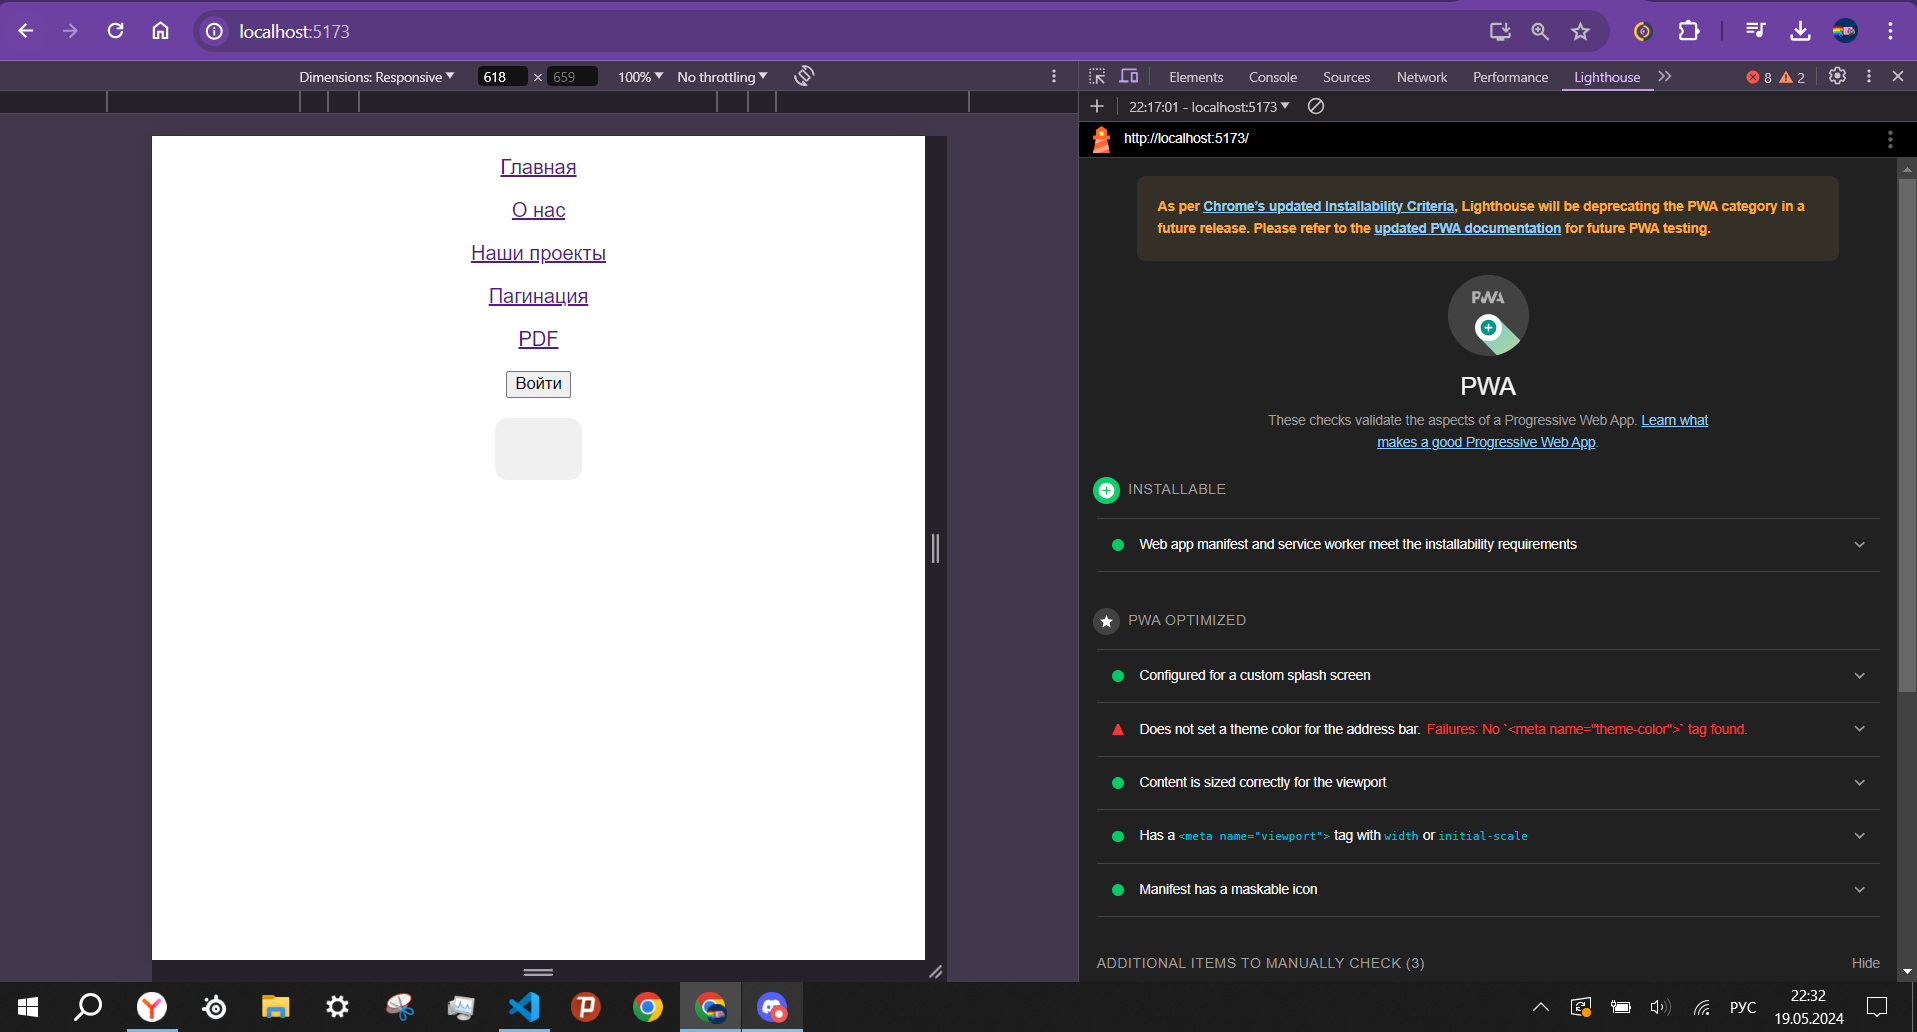 localhost:5173
Dimensions: Responsive 618 × 659 100% No throttling
Elements Console Sources Network Performance Lighthouse 8 2
22:17:01 - localhost:5173
http://localhost:5173/
Главная
О нас
Наши проекты
Пагинация
PDF
Войти
As per Chrome's updated Installability Criteria, Lighthouse will be deprecating the PWA category in a
future release. Please refer to the updated PWA documentation for future PWA testing.
PWA
PWA
These checks validate the aspects of a Progressive Web App. Learn what
makes a good Progressive Web App.
INSTALLABLE
Web app manifest and service worker meet the installability requirements
PWA OPTIMIZED
Configured for a custom splash screen
Does not set a theme color for the address bar. Failures: No `<meta name="theme-color">` tag found.
Content is sized correctly for the viewport
Has a <meta name="viewport"> tag with width or initial-scale
Manifest has a maskable icon
ADDITIONAL ITEMS TO MANUALLY CHECK (3) Hide
РУС
22:32
19.05.2024